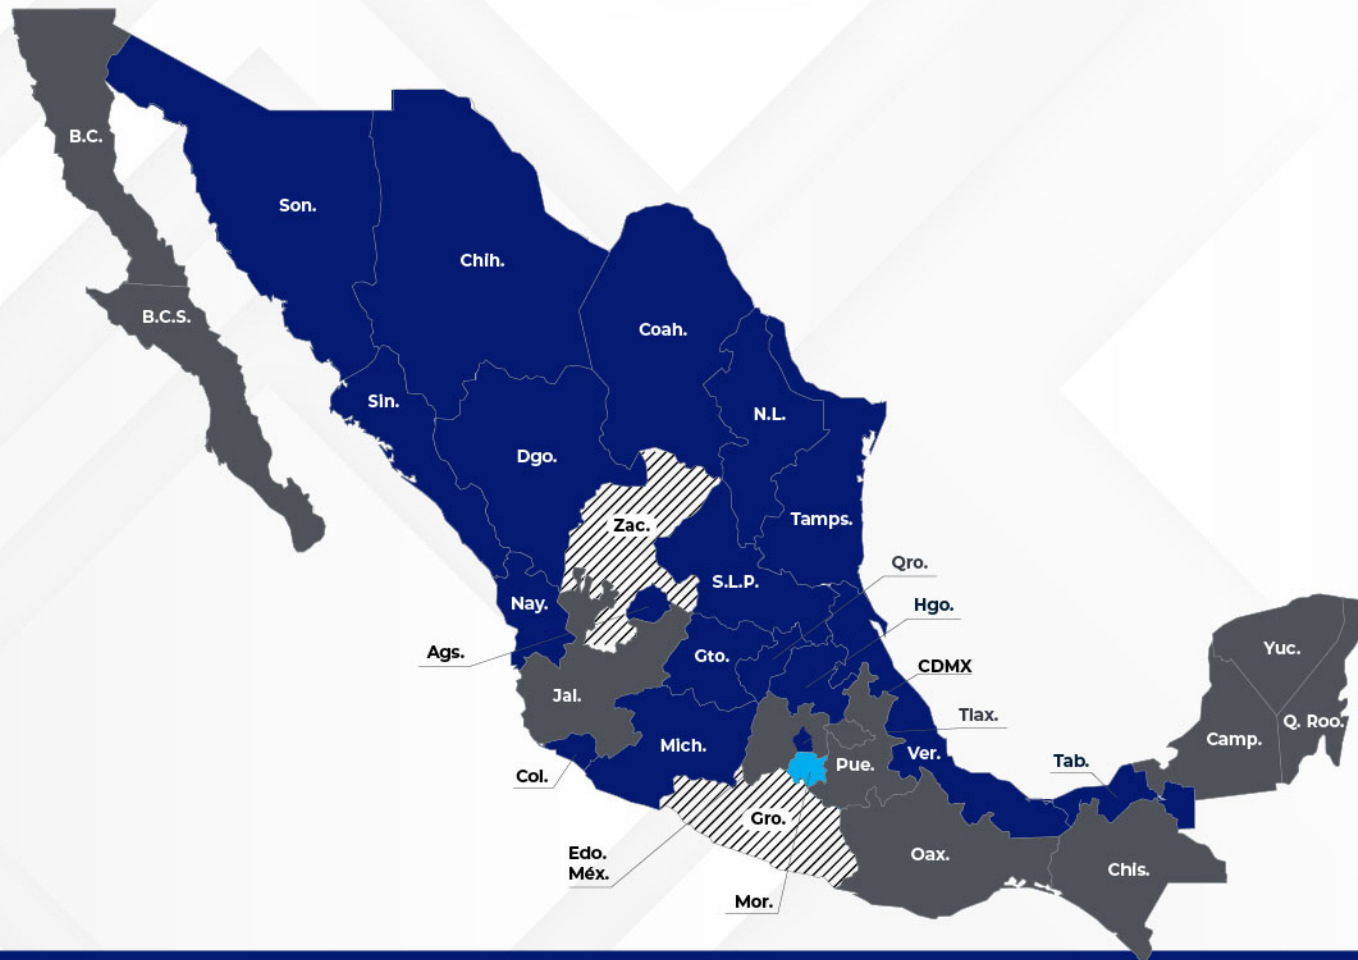 B.C.
Son.
Chih.
B.C.S.
Coah.
Sin.
N.L.
Dgo.
Tamps.
Zac.
Qro.
S.L.P.
Nay.
Hgo.
Ags.
Gto.
Yuc.
CDMX
Jal.
Tlax.
Q. Roo.
Mich.
Camp.
Ver.
Pue.
Tab.
Col.
Gro.
Edo.
Méx.
Oax.
Chis.
Mor.